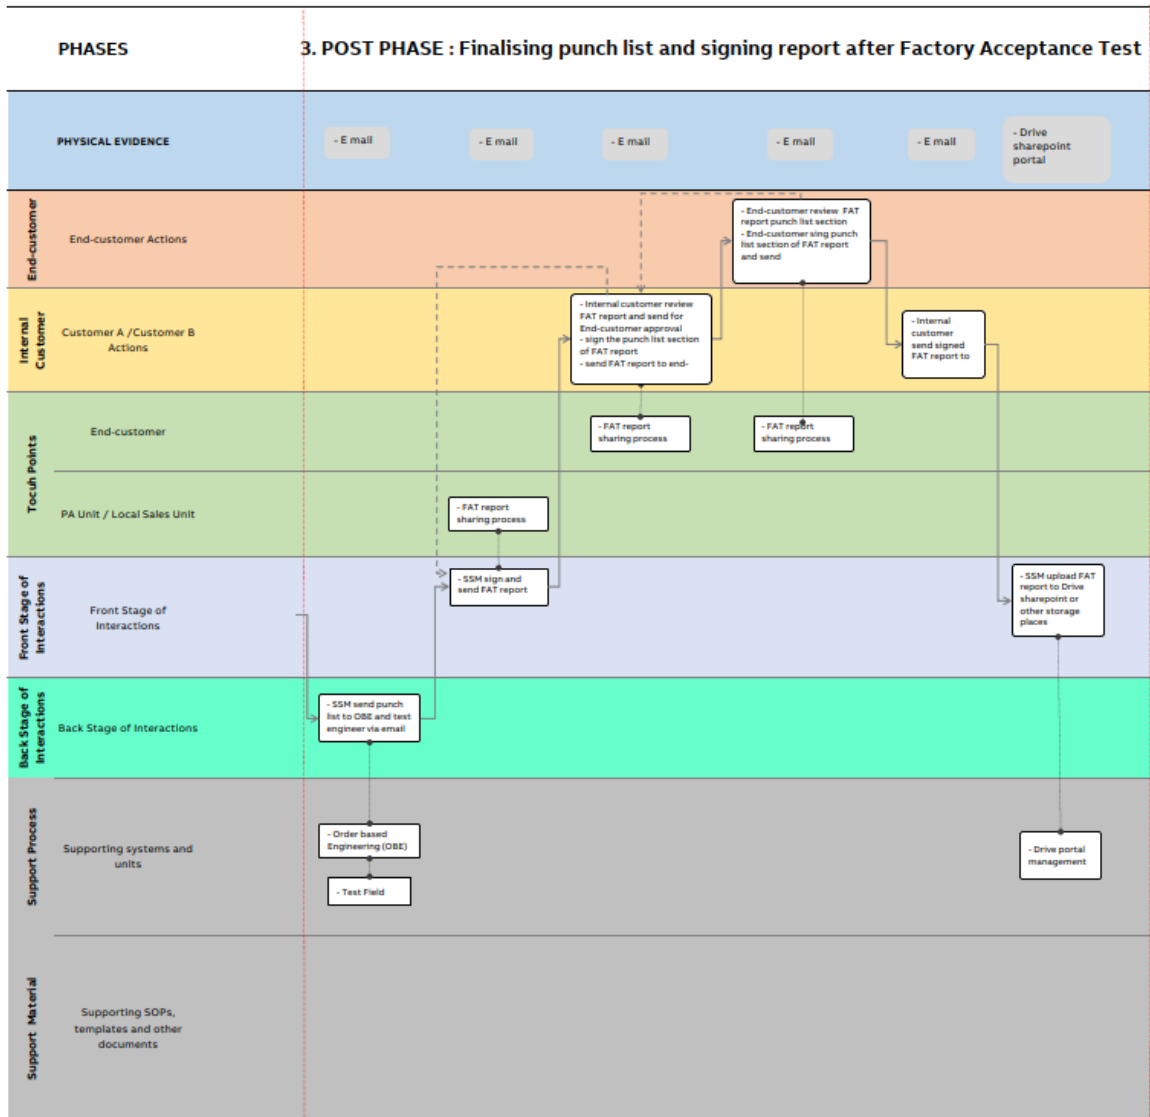 PHASES
3. POST PHASE : Finalising punch list and signing report after Factory Acceptance Test
PHYSICAL EVIDENCE
- E mail
- E mail
- E mail
- E mail
- E mail
- Drive
sharepoint
portal
End-customer
End-customer Actions
- End-customer review FAT
report punch list section
- End-customer sing punch
list section of FAT report
and send
Internal
Customer
Customer A /Customer B
Actions
- Internal customer review
FAT report and send for
End-customer approval
- sign the punch list section
of FAT report
- send FAT report to end-
- Internal
customer
send signed
FAT report to
Tocuh Points
End-customer
- FAT report
sharing process
- FAT report
sharing process
PA Unit / Local Sales Unit
- FAT report
sharing process
Front Stage of
Interactions
Front Stage of
Interactions
- SSM sign and
send FAT report
- SSM upload FAT
report to Drive
sharepoint or
other storage
places
Back Stage of
Interactions
Back Stage of Interactions
- SSM send punch
list to OBE and test
engineer via email
Support Process
Supporting systems and
units
- Order based
Engineering (OBE)
- Test Field
- Drive portal
management
Support Material
Supporting SOPs,
templates and other
documents